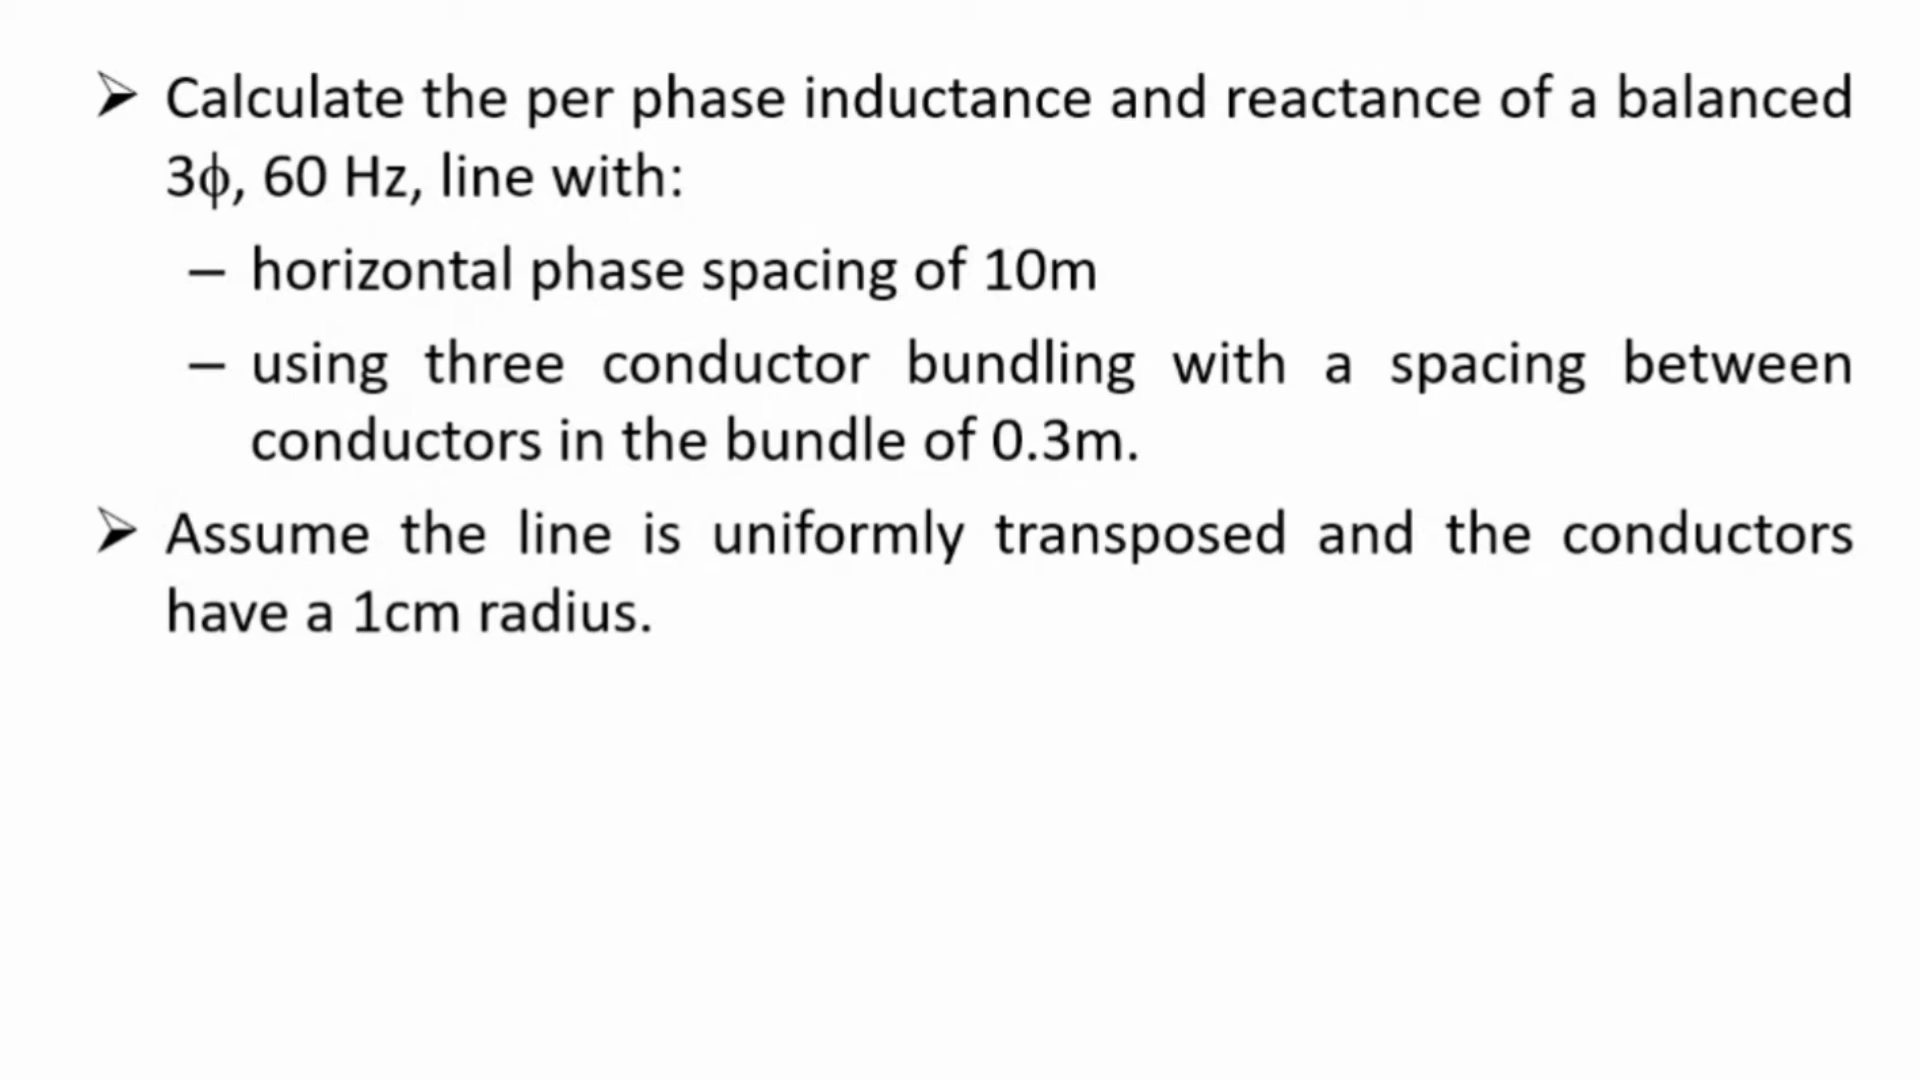 ➢ Calculate the per phase inductance and reactance of a balanced
3ϕ, 60 Hz, line with:
– horizontal phase spacing of 10m
– using three conductor bundling with a spacing between
conductors in the bundle of 0.3m.
➢ Assume the line is uniformly transposed and the conductors
have a 1cm radius.